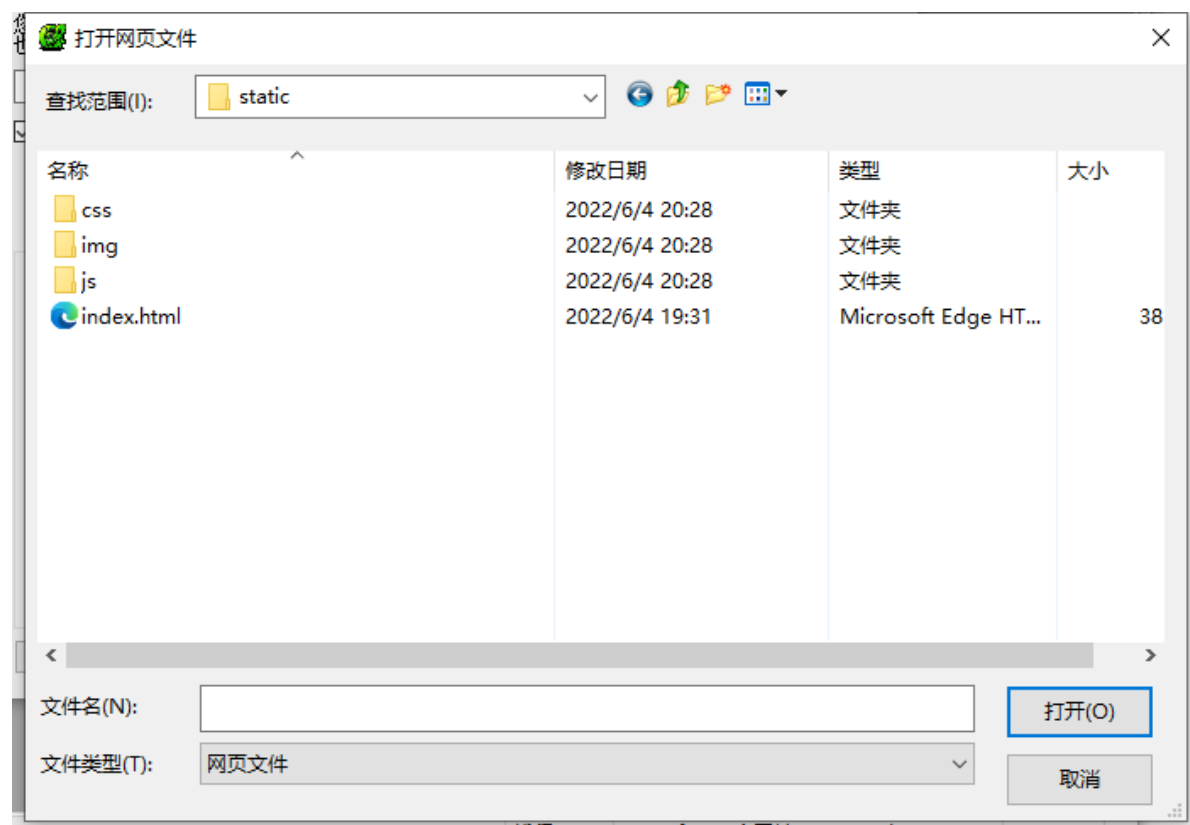 打开网页文件
查找范围(I): static
名称 修改日期 类型 大小
css 2022/6/4 20:28 文件夹
img 2022/6/4 20:28 文件夹
js 2022/6/4 20:28 文件夹
index.html 2022/6/4 19:31 Microsoft Edge HT... 38
文件名(N): 打开(O)
文件类型(T): 网页文件 取消